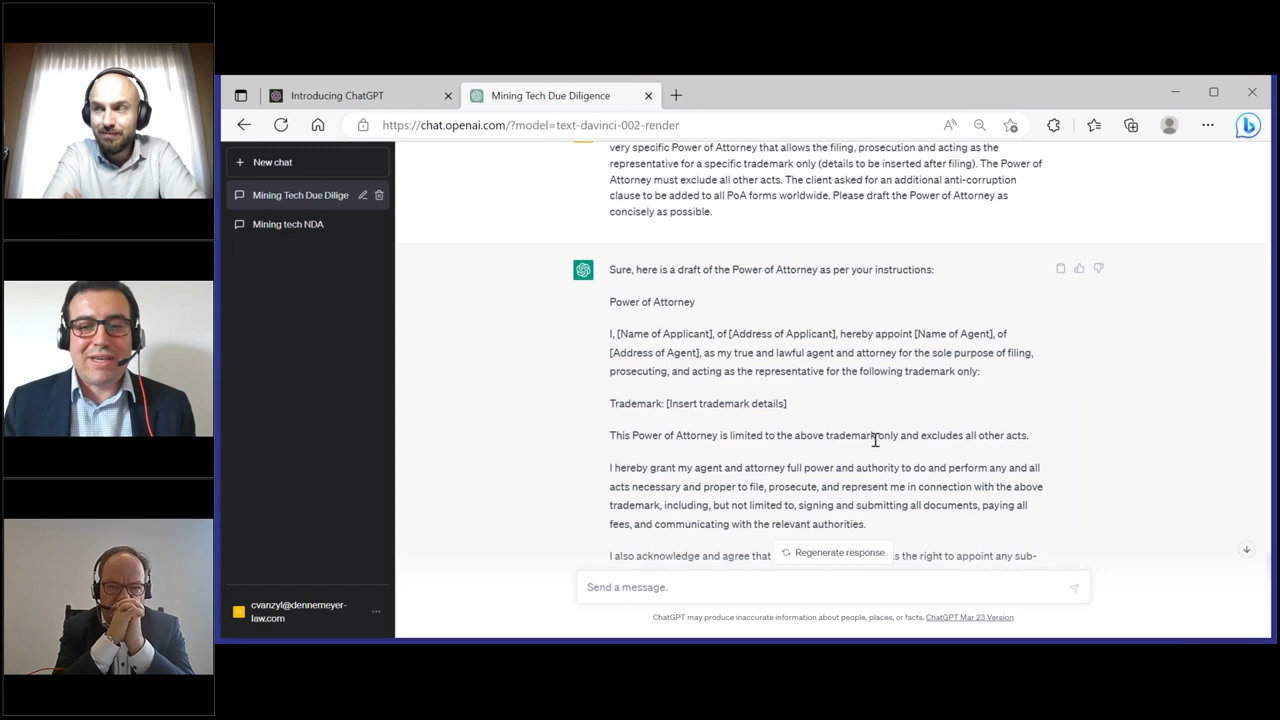 Introducing ChatGPT
Mining Tech Due Diligence
https://chat.openai.com/?model=text-davinci-002-render
New chat
Mining Tech Due Dilige
Mining tech NDA
cvanzyl@dennemeyer-
law.com
very specific Power of Attorney that allows the filing, prosecution and acting as the
representative for a specific trademark only (details to be inserted after filing). The Power of
Attorney must exclude all other acts. The client asked for an additional anti-corruption
clause to be added to all PoA forms worldwide. Please draft the Power of Attorney as
concisely as possible.
Sure, here is a draft of the Power of Attorney as per your instructions:
Power of Attorney
I, [Name of Applicant], of [Address of Applicant], hereby appoint [Name of Agent], of
[Address of Agent], as my true and lawful agent and attorney for the sole purpose of filing,
prosecuting, and acting as the representative for the following trademark only:
Trademark: [Insert trademark details]
This Power of Attorney is limited to the above trademark only and excludes all other acts.
I hereby grant my agent and attorney full power and authority to do and perform any and all
acts necessary and proper to file, prosecute, and represent me in connection with the above
trademark, including, but not limited to, signing and submitting all documents, paying all
fees, and communicating with the relevant authorities.
I also acknowledge and agree that s the right to appoint any sub-
Regenerate response
Send a message.
ChatGPT may produce inaccurate information about people, places, or facts. ChatGPT Mar 23 Version